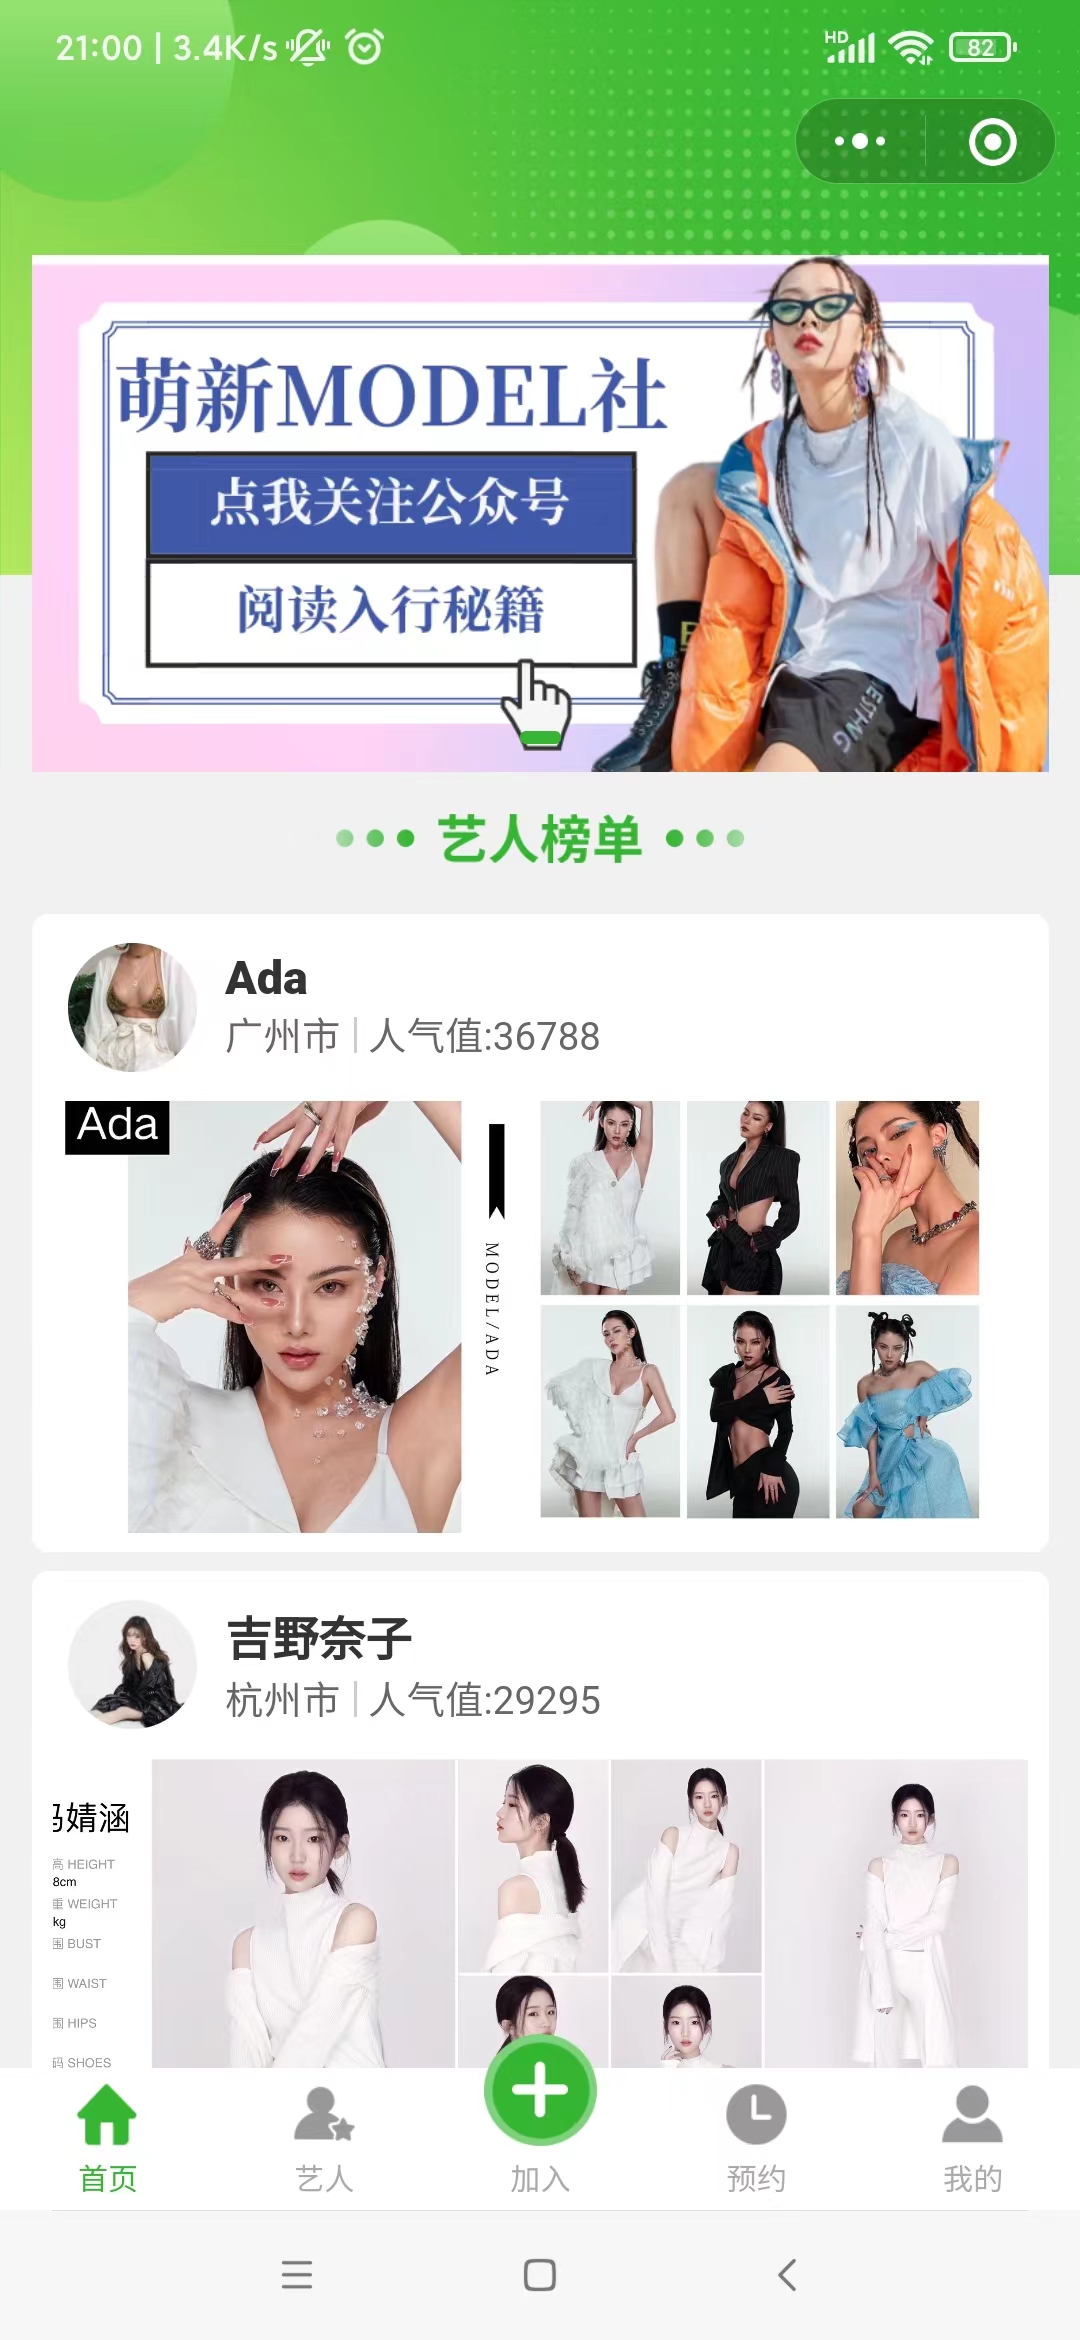 21:00 | 3.4K/s
HD
82
萌新MODEL社
点我关注公众号
阅读入行秘籍
艺人榜单
Ada
广州市 | 人气值:36788
Ada
MODEL/ADA
吉野奈子
杭州市 | 人气值:29295
婧涵
高 HEIGHT
8cm
重 WEIGHT
kg
围 BUST
围 WAIST
围 HIPS
码 SHOES
首页
艺人
加入
预约
我的